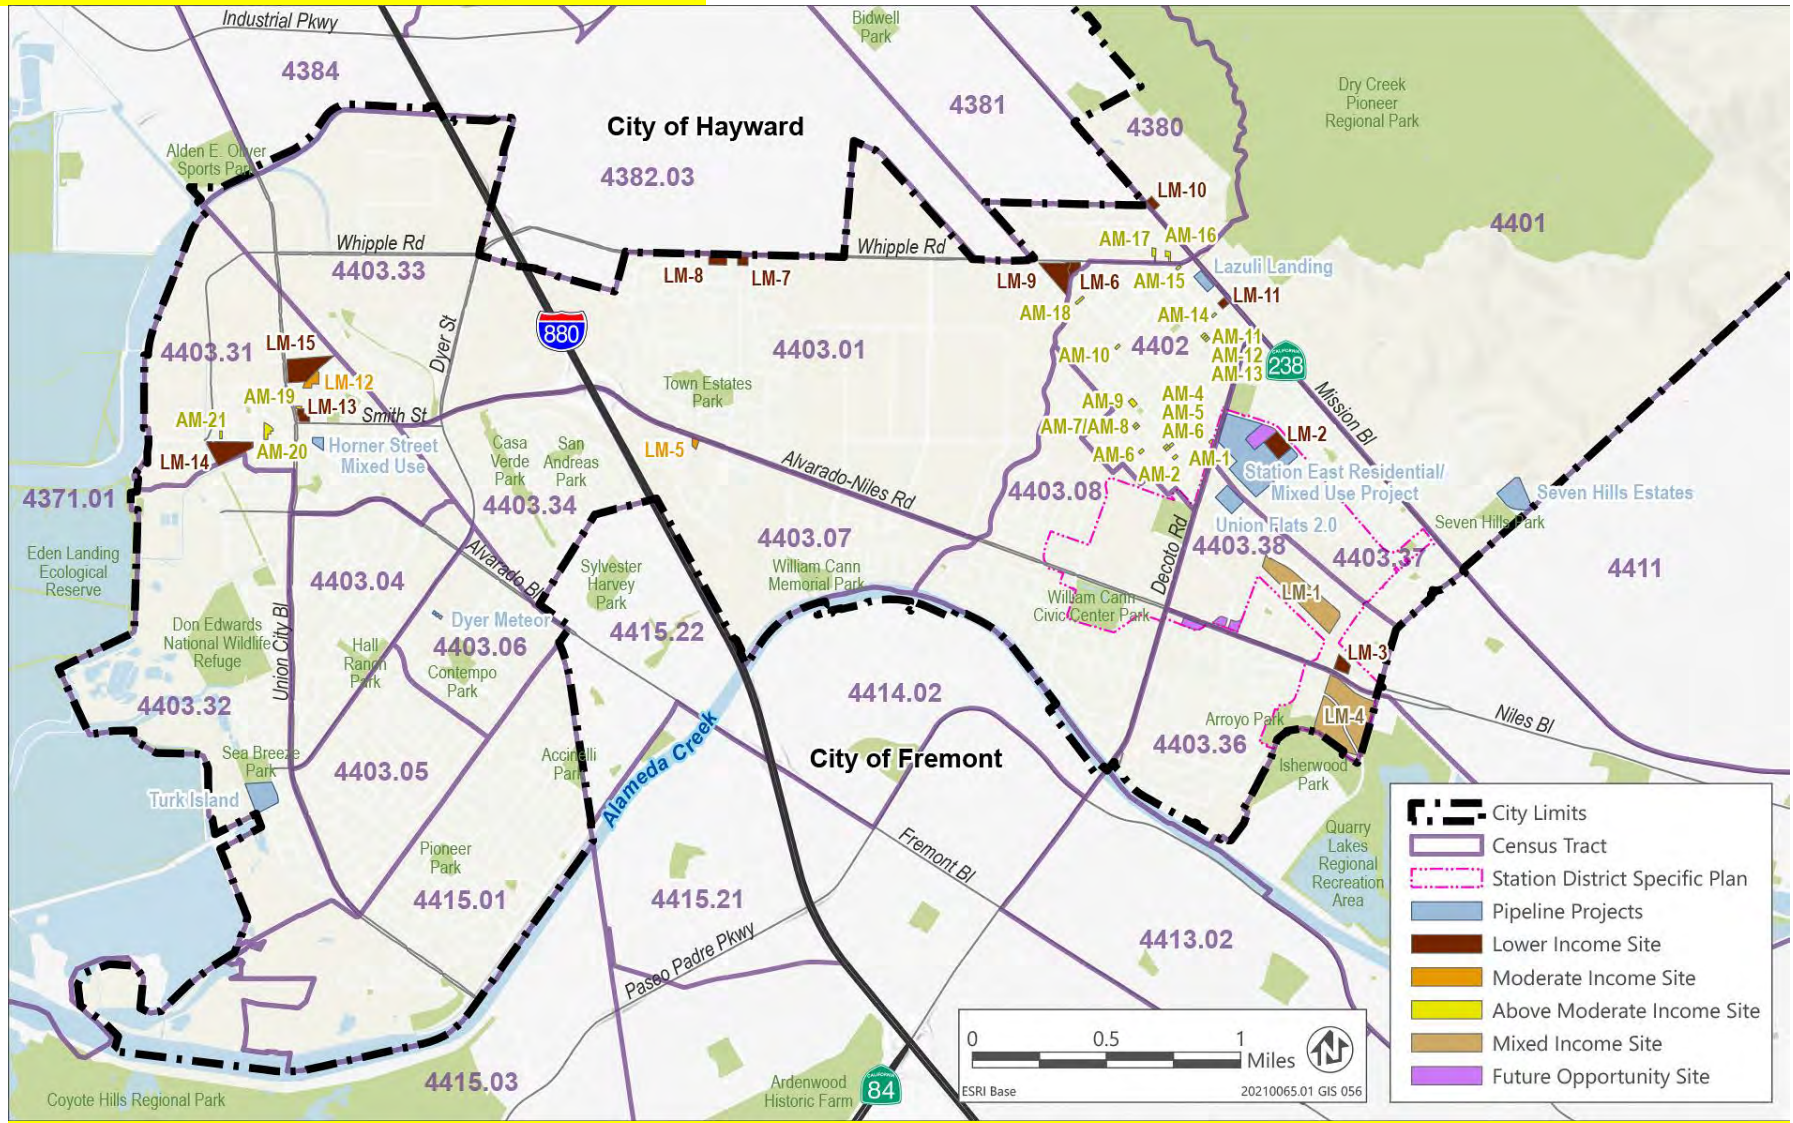 Industrial Pkwy
Bidwell
Park
4384
Dry Creek
Pioneer
Regional Park
4381
City of Hayward
4380
Alden E. Oliver
Sports Park
4382.03
LM-10
4401
AM-17
AM-16
Whipple Rd
Whipple Rd
4403.33
LM-8
LM-7
LM-9
LM-6
AM-15
Lazuli Landing
LM-11
AM-18
AM-14
880
Dyer St
LM-15
4403.31
4403.01
AM-10
4402
AM-11
AM-12
AM-13
CALIFORNIA
238
LM-12
Town Estates
Park
AM-19
LM-13
Smith St
AM-9
AM-4
AM-5
AM-6
Mission Bl
AM-21
AM-7/AM-8
LM-2
LM-14
AM-20
Horner Street
Mixed Use
Casa
Verde
Park
San
Andreas
Park
LM-5
AM-6
AM-1
AM-2
Alvarado-Niles Rd
Station East Residential/
Mixed Use Project
4371.01
4403.34
4403.08
Seven Hills Estates
Seven Hills Park
Union Flats 2.0
4403.07
4403.38
4403.37
Decoto Rd
Eden Landing
Ecological
Reserve
Alvarado Bl
Sylvester
Harvey
Park
William Cann
Memorial Park
4411
4403.04
LM-1
William Cann
Civic Center Park
Don Edwards
National Wildlife
Refuge
Union City Bl
Dyer Meteor
4403.06
4415.22
Hall
Ranch
Park
Contempo
Park
LM-3
4403.32
4414.02
LM-4
Arroyo Park
Niles Bl
4403.36
Sea Breeze
Park
4403.05
Accinelli
Park
Alameda Creek
City of Fremont
Isherwood
Park
Turk Island
Pioneer
Park
Fremont Bl
Quarry
Lakes
Regional
Recreation
Area
4415.01
4415.21
4413.02
Paseo Padre Pkwy
4415.03
Coyote Hills Regional Park
Ardenwood
Historic Farm
CALIFORNIA
84
0
0.5
1
Miles
N
ESRI Base
20210065.01 GIS 056
City Limits
Census Tract
Station District Specific Plan
Pipeline Projects
Lower Income Site
Moderate Income Site
Above Moderate Income Site
Mixed Income Site
Future Opportunity Site